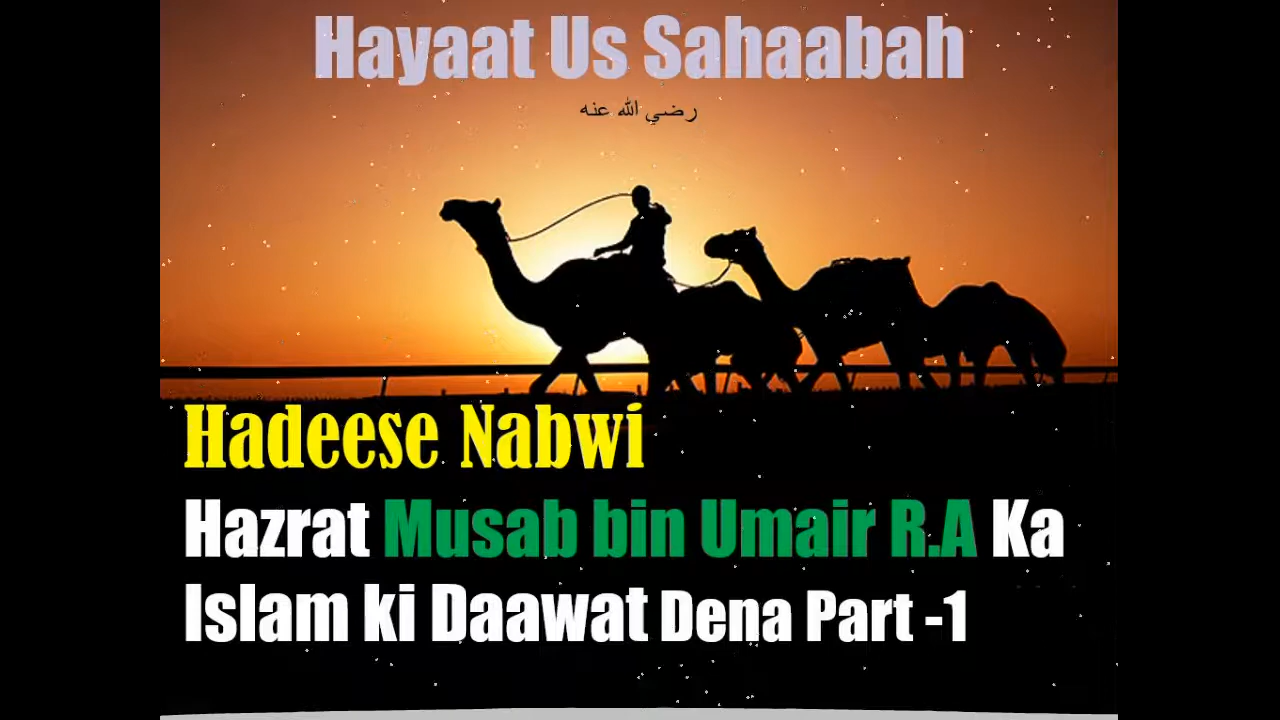 Hayaat Us Sahaabah
رضي الله عنه
Hadeese Nabwi
Hazrat Musab bin Umair R.A Ka
Islam ki Daawat Dena Part -1